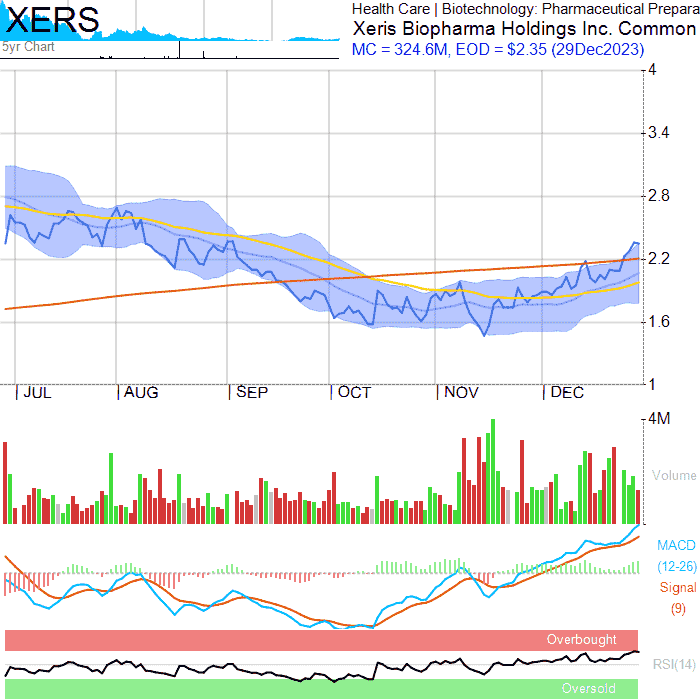 XERS
5yr Chart
Health Care | Biotechnology: Pharmaceutical Prepara
Xeris Biopharma Holdings Inc. Common
MC = 324.6M, EOD = $2.35 (29Dec2023)
4
3.4
2.8
2.2
1.6
1
|JUL |AUG |SEP |OCT |NOV |DEC
4M
Volume
MACD
(12-26)
Signal
(9)
Overbought
RSI(14)
Oversold